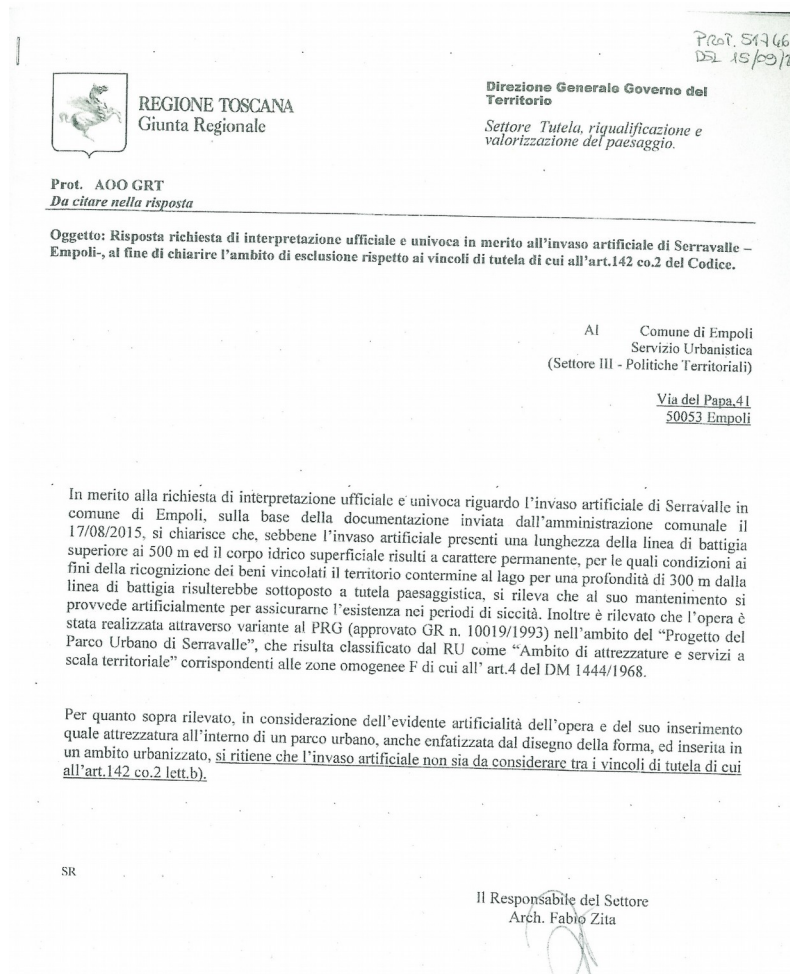 PROT. 51746
DEL 15/09/2
REGIONE TOSCANA
Giunta Regionale
Direzione Generale Governo del
Territorio
Settore Tutela, riqualificazione e
valorizzazione del paesaggio.
Prot. AOO GRT
Da citare nella risposta
Oggetto: Risposta richiesta di interpretazione ufficiale e univoca in merito all'invaso artificiale di Serravalle –
Empoli-, al fine di chiarire l'ambito di esclusione rispetto ai vincoli di tutela di cui all'art.142 co.2 del Codice.
Al Comune di Empoli
Servizio Urbanistica
(Settore III - Politiche Territoriali)
Via del Papa,41
50053 Empoli
In merito alla richiesta di interpretazione ufficiale e univoca riguardo l'invaso artificiale di Serravalle in
comune di Empoli, sulla base della documentazione inviata dall'amministrazione comunale il
17/08/2015, si chiarisce che, sebbene l'invaso artificiale presenti una lunghezza della linea di battigia
superiore ai 500 m ed il corpo idrico superficiale risulti a carattere permanente, per le quali condizioni ai
fini della ricognizione dei beni vincolati il territorio contermine al lago per una profondità di 300 m dalla
linea di battigia risulterebbe sottoposto a tutela paesaggistica, si rileva che al suo mantenimento si
provvede artificialmente per assicurarne l'esistenza nei periodi di siccità. Inoltre è rilevato che l'opera è
stata realizzata attraverso variante al PRG (approvato GR n. 10019/1993) nell'ambito del "Progetto del
Parco Urbano di Serravalle", che risulta classificato dal RU come "Ambito di attrezzature e servizi a
scala territoriale" corrispondenti alle zone omogenee F di cui all' art.4 del DM 1444/1968.
Per quanto sopra rilevato, in considerazione dell'evidente artificialità dell'opera e del suo inserimento
quale attrezzatura all'interno di un parco urbano, anche enfatizzata dal disegno della forma, ed inserita in
un ambito urbanizzato, si ritiene che l'invaso artificiale non sia da considerare tra i vincoli di tutela di cui
all'art.142 co.2 lett.b).
SR
Il Responsabile del Settore
Arch. Fabio Zita